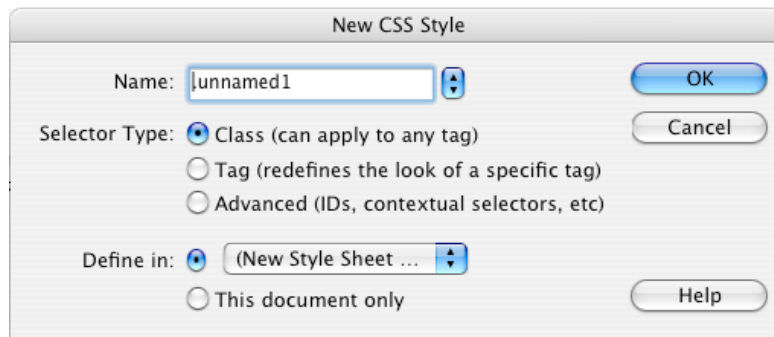 New CSS Style
Name: .unnamed1
OK
Selector Type: Class (can apply to any tag)
Cancel
Tag (redefines the look of a specific tag)
Advanced (IDs, contextual selectors, etc)
Define in: (New Style Sheet ...
This document only
Help